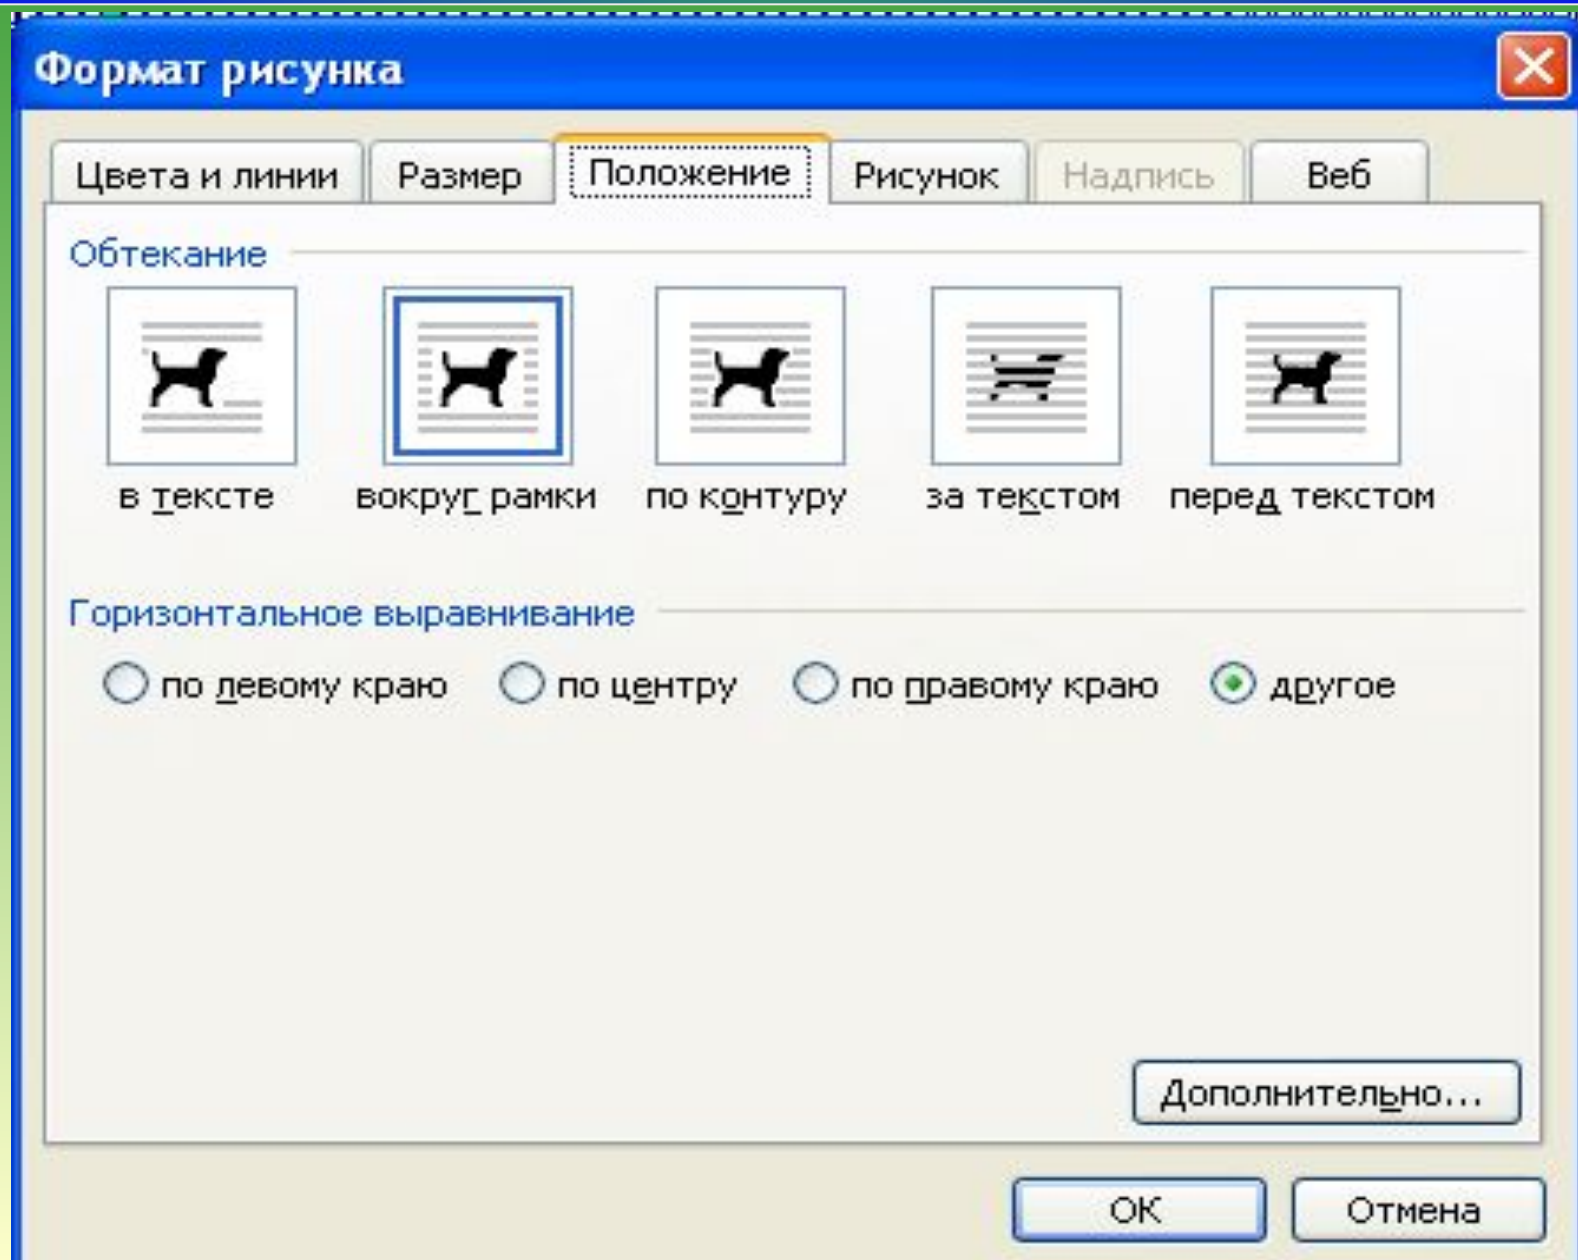 Формат рисунка
Цвета и линии Размер Положение Рисунок Надпись Веб
Обтекание
в тексте вокруг рамки по контуру за текстом перед текстом
Горизонтальное выравнивание
по левому краю по центру по правому краю другое
Дополнительно...
ОК Отмена